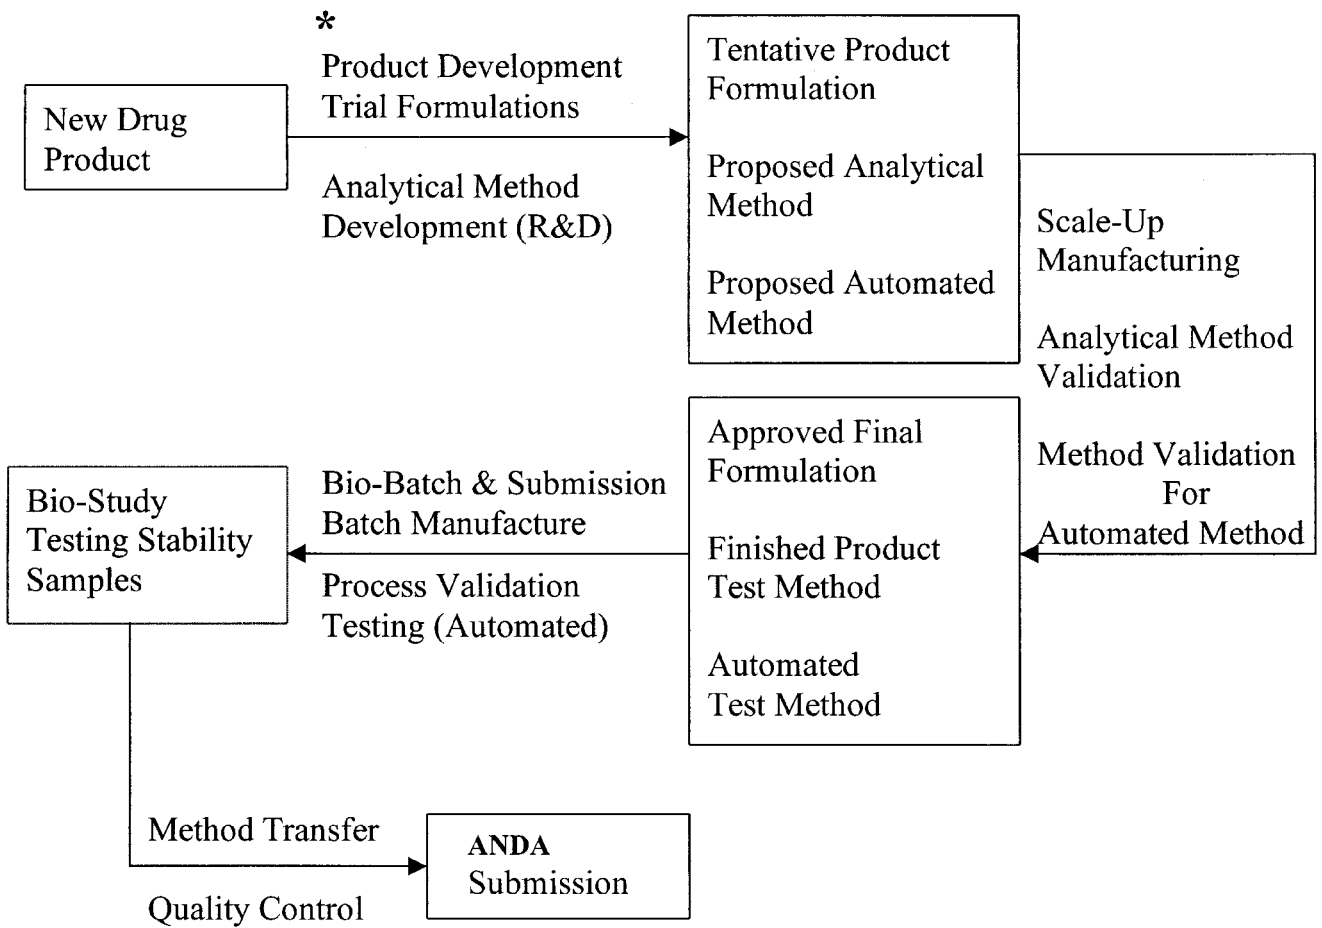 *
Product Development
Trial Formulations
New Drug
Product
Analytical Method
Development (R&D)
Tentative Product
Formulation
Proposed Analytical
Method
Proposed Automated
Method
Scale-Up
Manufacturing
Analytical Method
Validation
Method Validation
For
Automated Method
Approved Final
Formulation
Finished Product
Test Method
Automated
Test Method
Bio-Batch & Submission
Batch Manufacture
Process Validation
Testing (Automated)
Bio-Study
Testing Stability
Samples
Method Transfer
Quality Control
ANDA
Submission